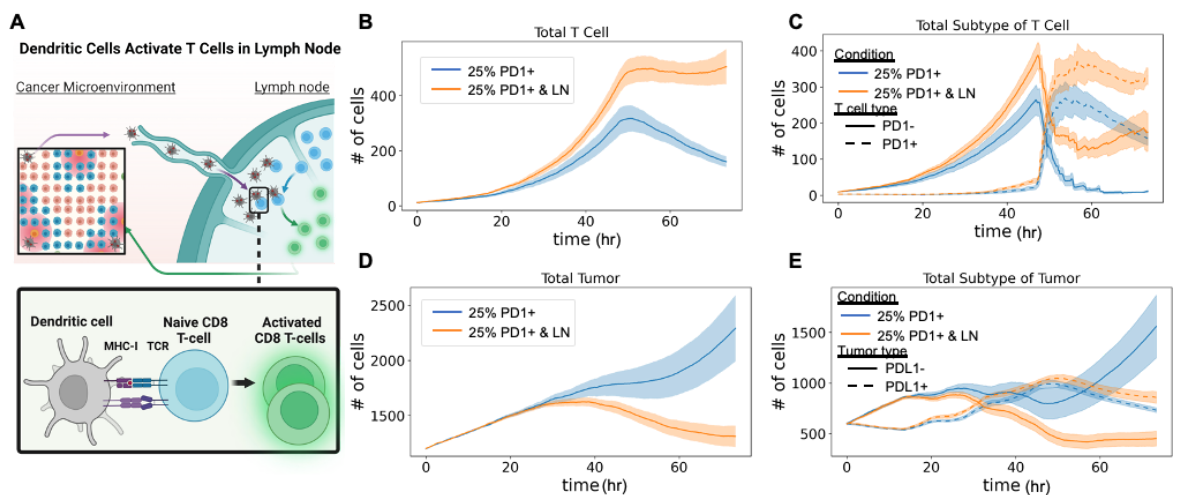 A
Dendritic Cells Activate T Cells in Lymph Node
Cancer Microenvironment
Lymph node
Dendritic cell
MHC-I
TCR
Naive CD8
T-cell
Activated
CD8 T-cells
B
Total T Cell
# of cells
400
200
0
25% PD1+
25% PD1+ & LN
0
20
40
60
time (hr)
C
Total Subtype of T Cell
# of cells
400
300
200
100
0
Condition
25% PD1+
25% PD1+ & LN
T cell type
PD1-
PD1+
0
20
40
60
time (hr)
D
Total Tumor
# of cells
2500
2000
1500
25% PD1+
25% PD1+ & LN
0
20
40
60
time (hr)
E
Total Subtype of Tumor
# of cells
1500
1000
500
Condition
25% PD1+
25% PD1+ & LN
Tumor type
PDL1-
PDL1+
0
20
40
60
time (hr)